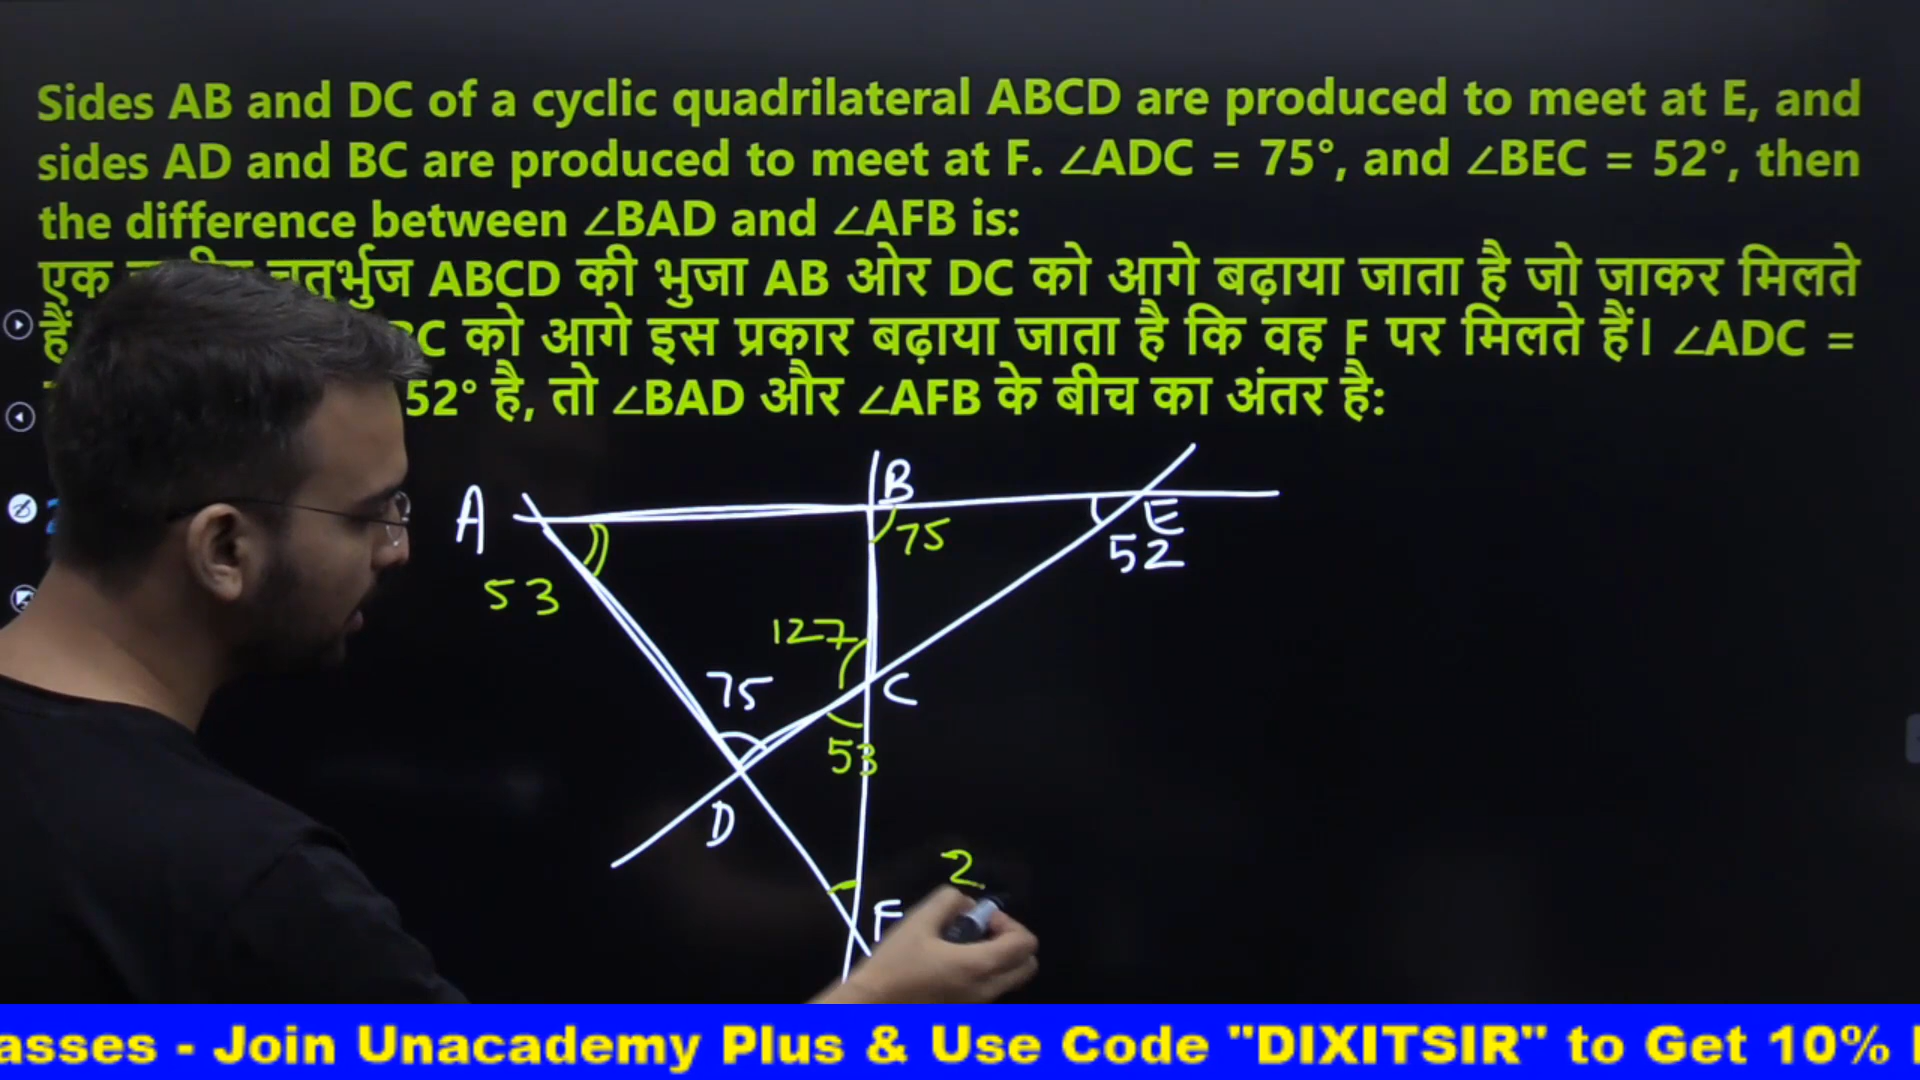 Sides AB and DC of a cyclic quadrilateral ABCD are produced to meet at E, and
sides AD and BC are produced to meet at F. ∠ADC = 75°, and ∠BEC = 52°, then
the difference between ∠BAD and ∠AFB is:
एक चतुर्भुज ABCD की भुजा AB ओर DC को आगे बढ़ाया जाता है जो जाकर मिलते
हैं BC को आगे इस प्रकार बढ़ाया जाता है कि वह F पर मिलते हैं। ∠ADC =
52° है, तो ∠BAD और ∠AFB के बीच का अंतर है:
B
A
E
75
52
53
127
75
C
53
D
2
F
asses - Join Unacademy Plus & Use Code "DIXITSIR" to Get 10%